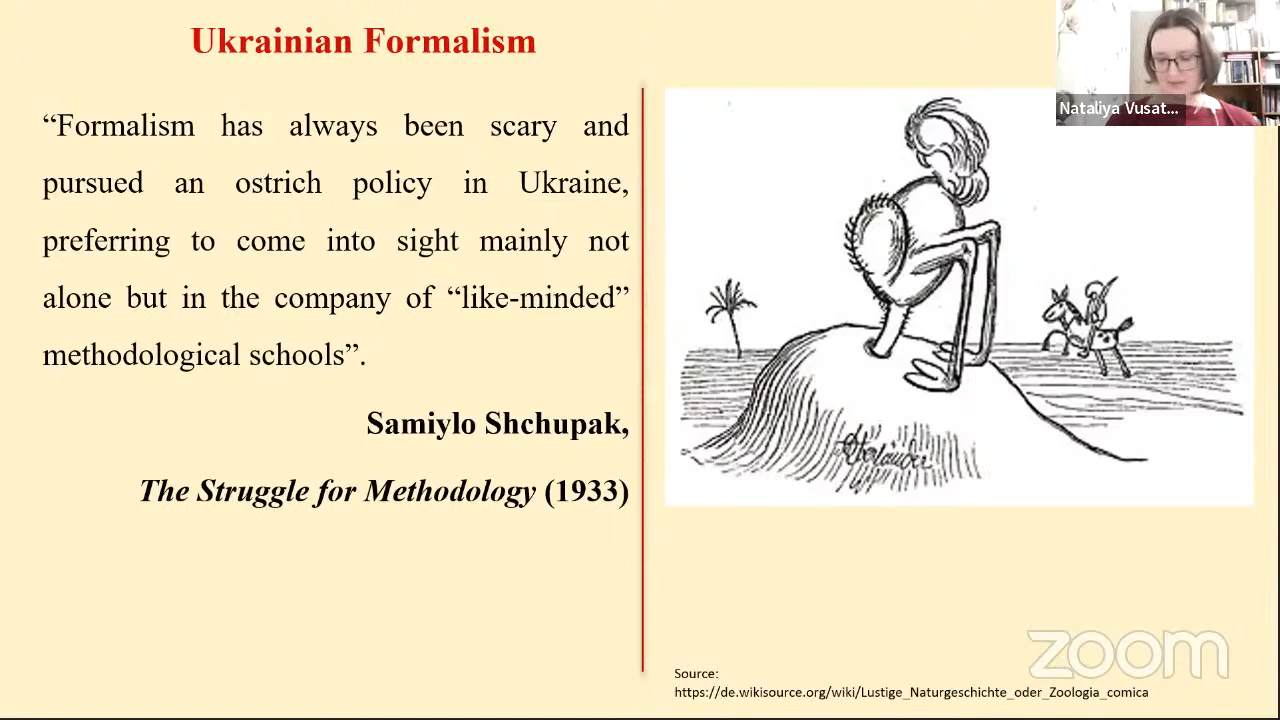 Ukrainian Formalism
“Formalism has always been scary and
pursued an ostrich policy in Ukraine,
preferring to come into sight mainly not
alone but in the company of “like-minded”
methodological schools”.
Samiylo Shchupak,
The Struggle for Methodology (1933)
Nataliya Vusat...
Source:
https://de.wikisource.org/wiki/Lustige_Naturgeschichte_oder_Zoologia_comica
zoom